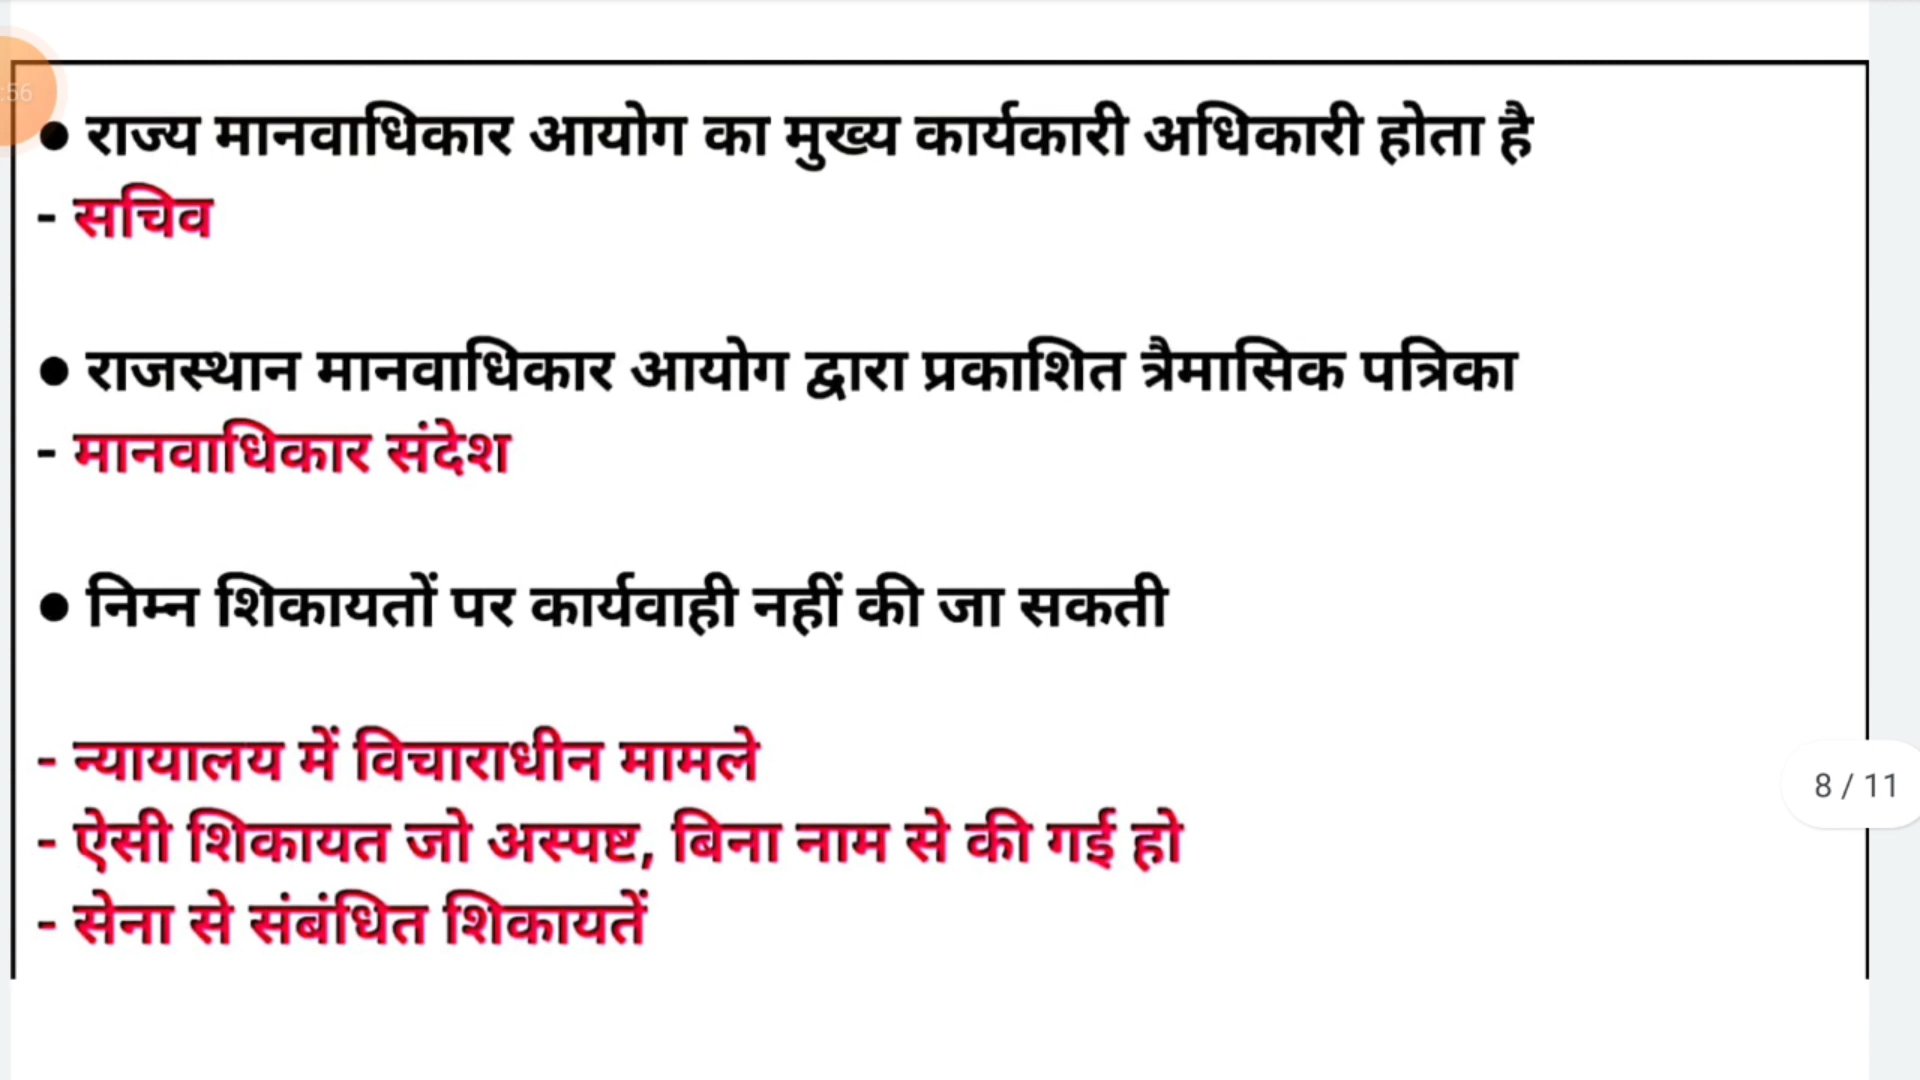 :56
● राज्य मानवाधिकार आयोग का मुख्य कार्यकारी अधिकारी होता है
- सचिव
● राजस्थान मानवाधिकार आयोग द्वारा प्रकाशित त्रैमासिक पत्रिका
- मानवाधिकार संदेश
● निम्न शिकायतों पर कार्यवाही नहीं की जा सकती
- न्यायालय में विचाराधीन मामले
- ऐसी शिकायत जो अस्पष्ट, बिना नाम से की गई हो
- सेना से संबंधित शिकायतें
8 / 11